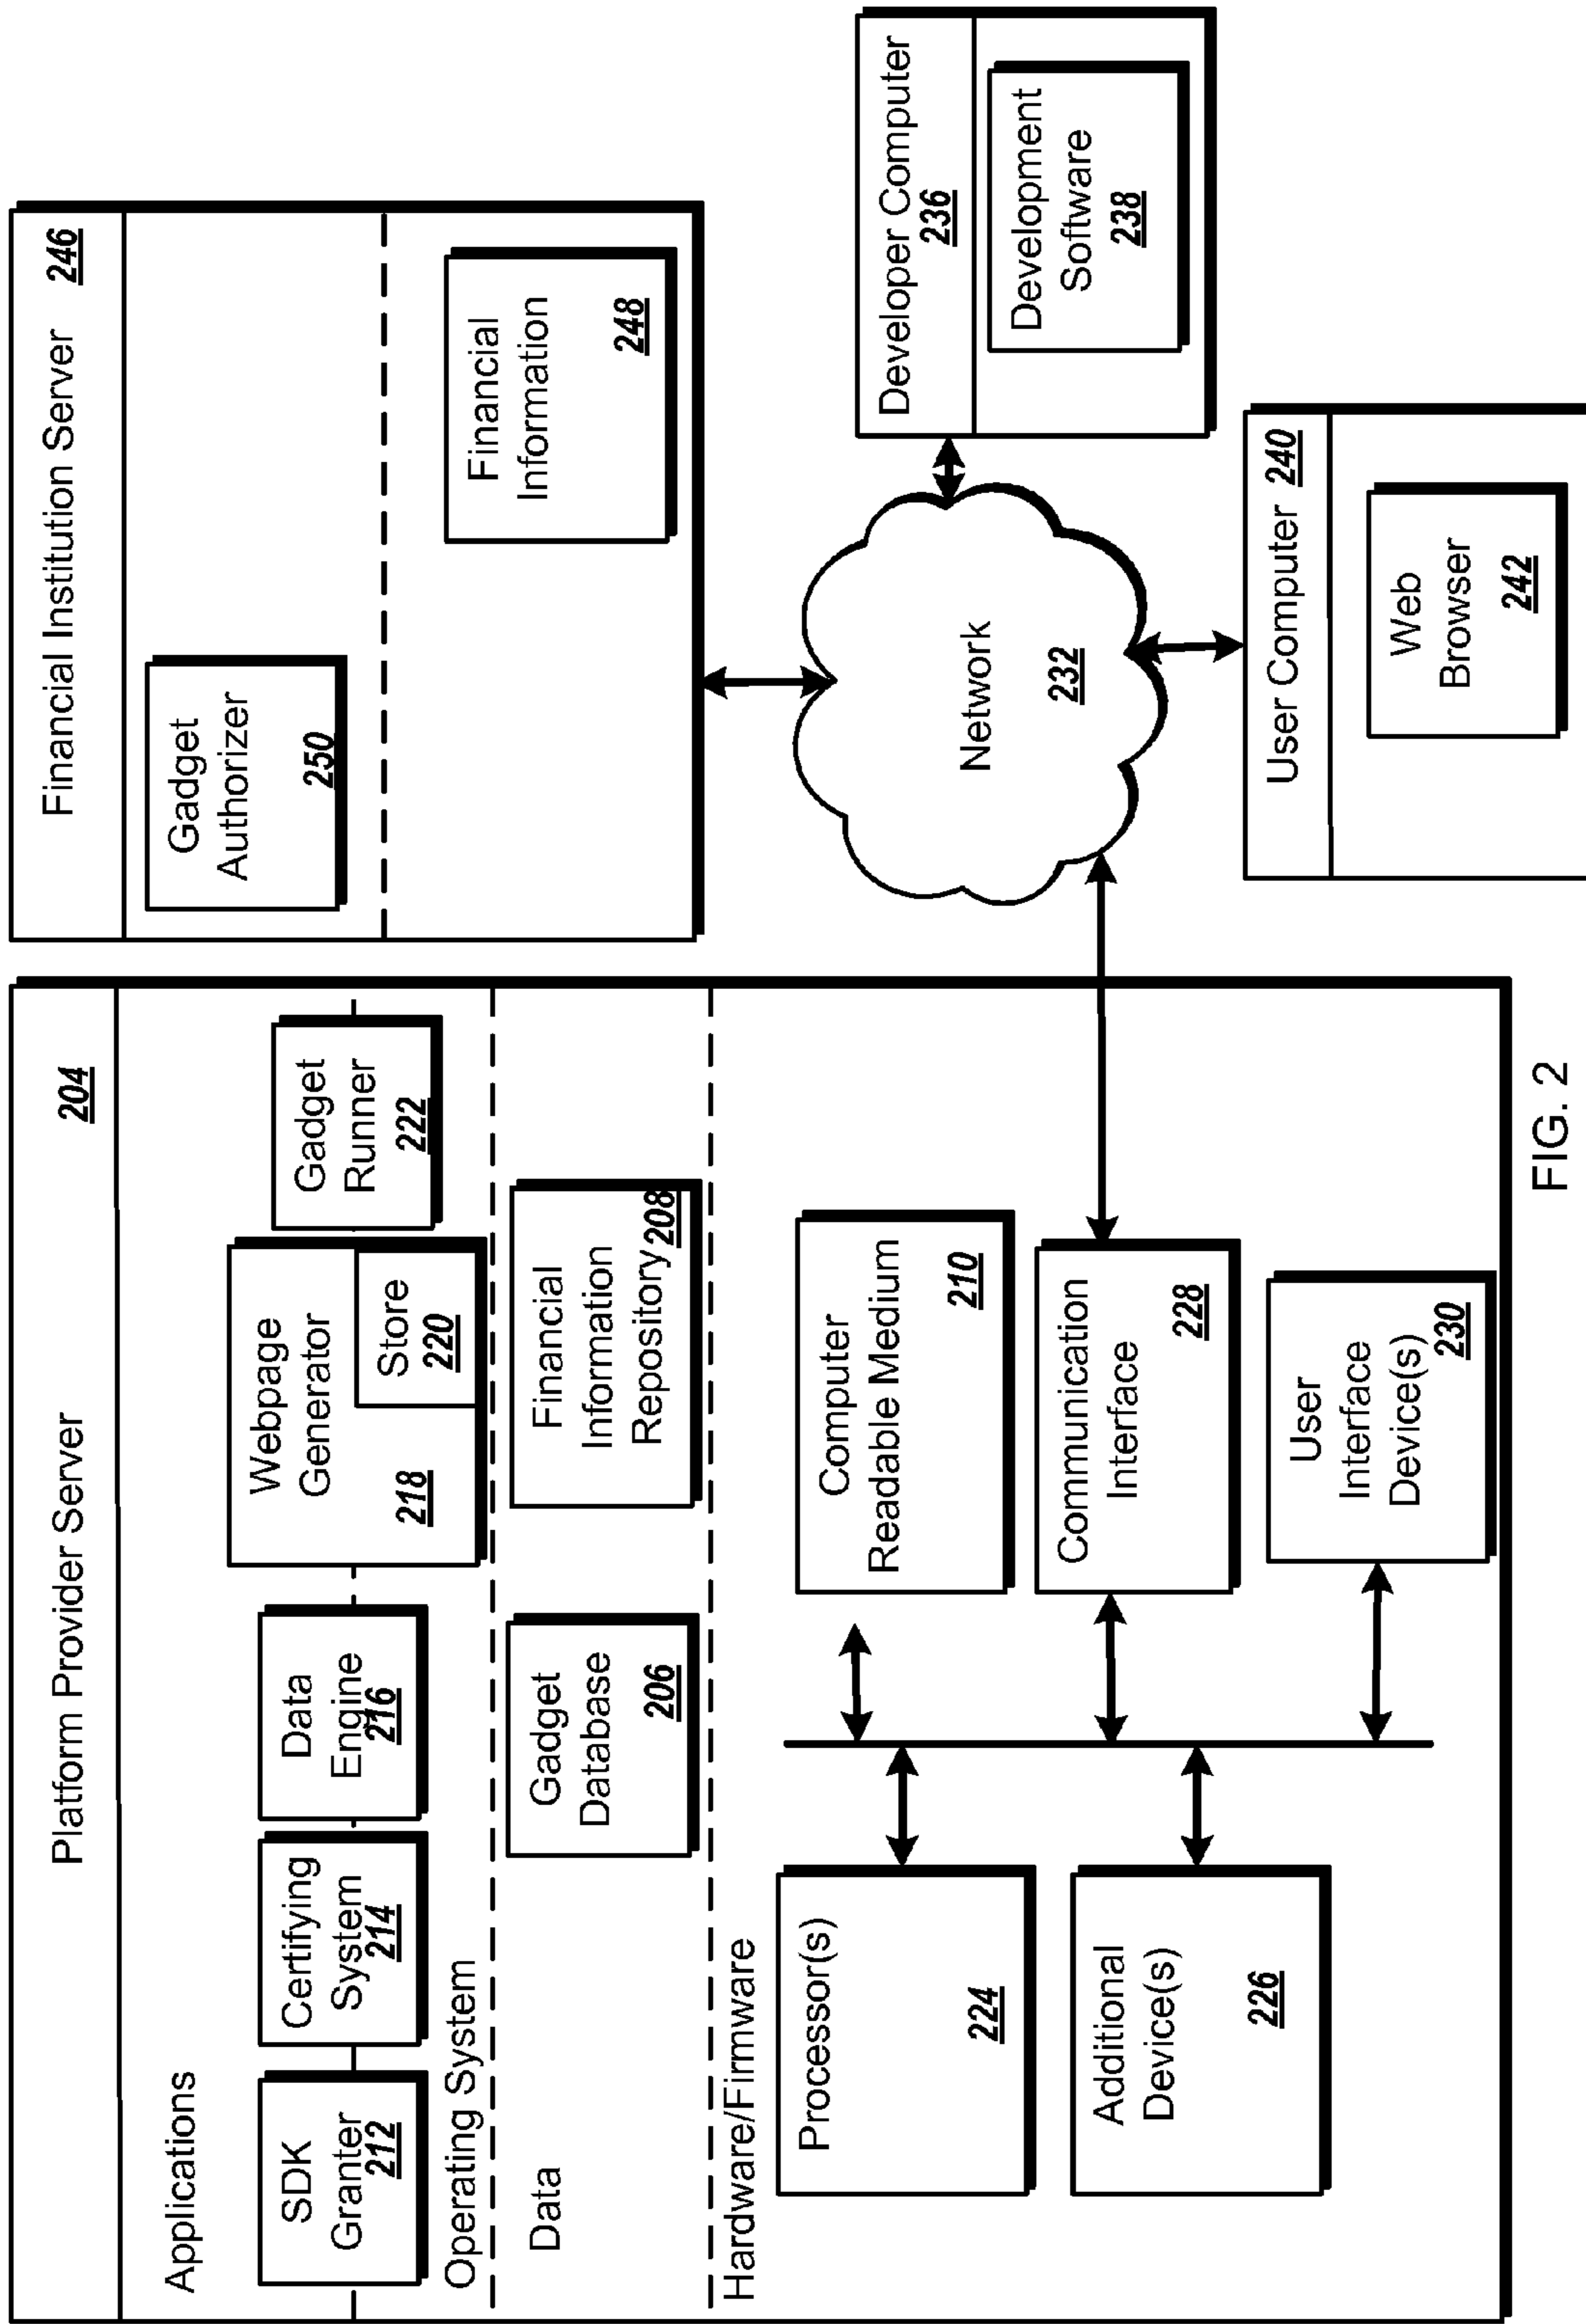 Platform Provider Server
204
Applications
SDK
Granter
212
Certifying
System
214
Data
Engine
216
Webpage
Generator
218
Store
220
Gadget
Runner
222
Operating System
Data
Gadget
Database
206
Financial
Information
Repository
208
Hardware/Firmware
Processor(s)
224
Additional
Device(s)
226
Computer
Readable Medium
210
Communication
Interface
228
User
Interface
Device(s)
230
Financial Institution Server
246
Gadget
Authorizer
250
Financial
Information
248
Network
232
Developer Computer
236
Development
Software
238
User Computer
240
Web
Browser
242
FIG. 2